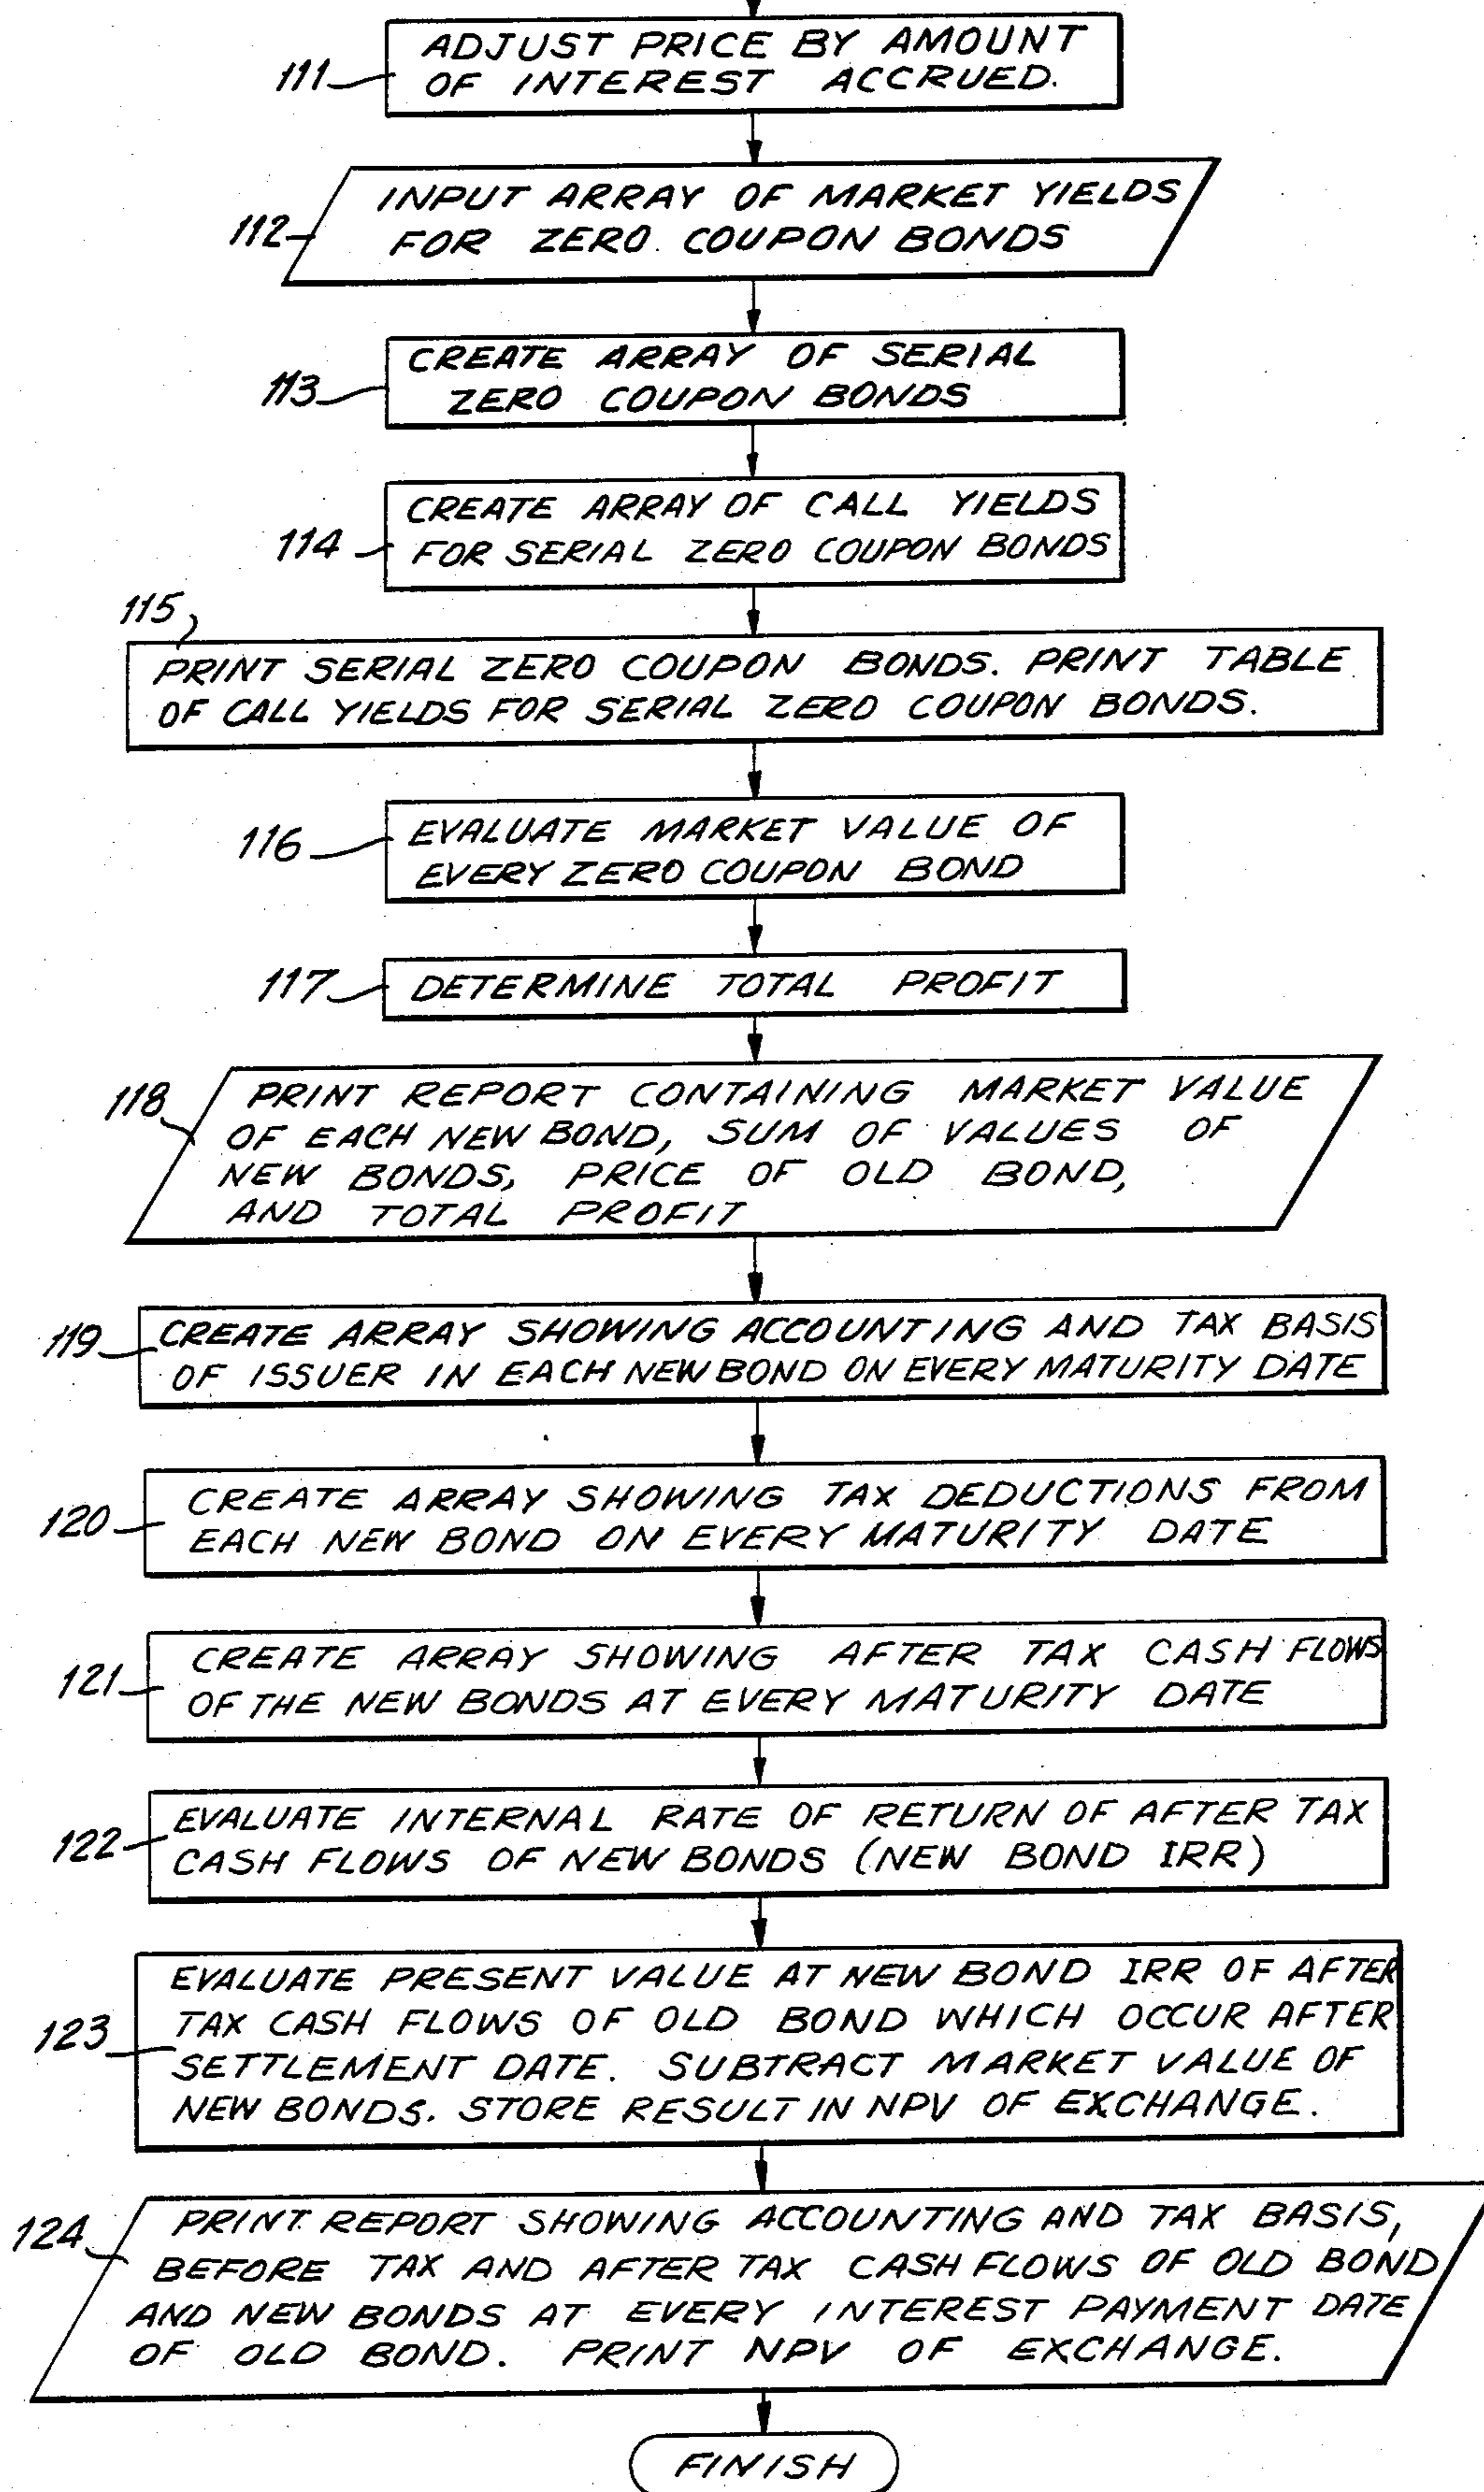 111
ADJUST PRICE BY AMOUNT
OF INTEREST ACCRUED.
112
INPUT ARRAY OF MARKET YIELDS
FOR ZERO COUPON BONDS
113
CREATE ARRAY OF SERIAL
ZERO COUPON BONDS
114
CREATE ARRAY OF CALL YIELDS
FOR SERIAL ZERO COUPON BONDS
115
PRINT SERIAL ZERO COUPON BONDS. PRINT TABLE
OF CALL YIELDS FOR SERIAL ZERO COUPON BONDS.
116
EVALUATE MARKET VALUE OF
EVERY ZERO COUPON BOND
117
DETERMINE TOTAL PROFIT
118
PRINT REPORT CONTAINING MARKET VALUE
OF EACH NEW BOND, SUM OF VALUES OF
NEW BONDS, PRICE OF OLD BOND,
AND TOTAL PROFIT
119
CREATE ARRAY SHOWING ACCOUNTING AND TAX BASIS
OF ISSUER IN EACH NEW BOND ON EVERY MATURITY DATE
120
CREATE ARRAY SHOWING TAX DEDUCTIONS FROM
EACH NEW BOND ON EVERY MATURITY DATE
121
CREATE ARRAY SHOWING AFTER TAX CASH FLOWS
OF THE NEW BONDS AT EVERY MATURITY DATE
122
EVALUATE INTERNAL RATE OF RETURN OF AFTER TAX
CASH FLOWS OF NEW BONDS (NEW BOND IRR)
123
EVALUATE PRESENT VALUE AT NEW BOND IRR OF AFTER
TAX CASH FLOWS OF OLD BOND WHICH OCCUR AFTER
SETTLEMENT DATE. SUBTRACT MARKET VALUE OF
NEW BONDS. STORE RESULT IN NPV OF EXCHANGE.
124
PRINT REPORT SHOWING ACCOUNTING AND TAX BASIS,
BEFORE TAX AND AFTER TAX CASH FLOWS OF OLD BOND
AND NEW BONDS AT EVERY INTEREST PAYMENT DATE
OF OLD BOND. PRINT NPV OF EXCHANGE.
FINISH